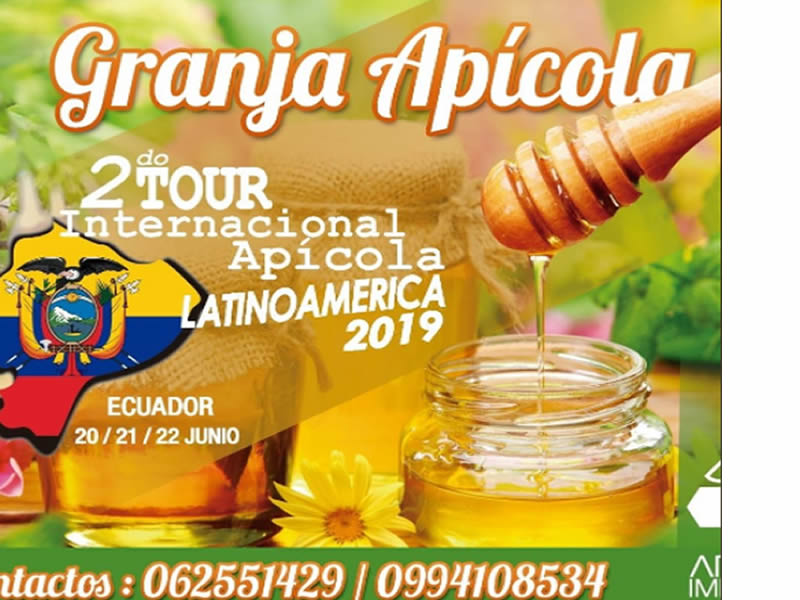 Granja Apícola
2do TOUR
Internacional
Apícola
LATINOAMERICA
2019
ECUADOR
20 / 21 / 22 JUNIO
ntactos : 062551429 / 0994108534